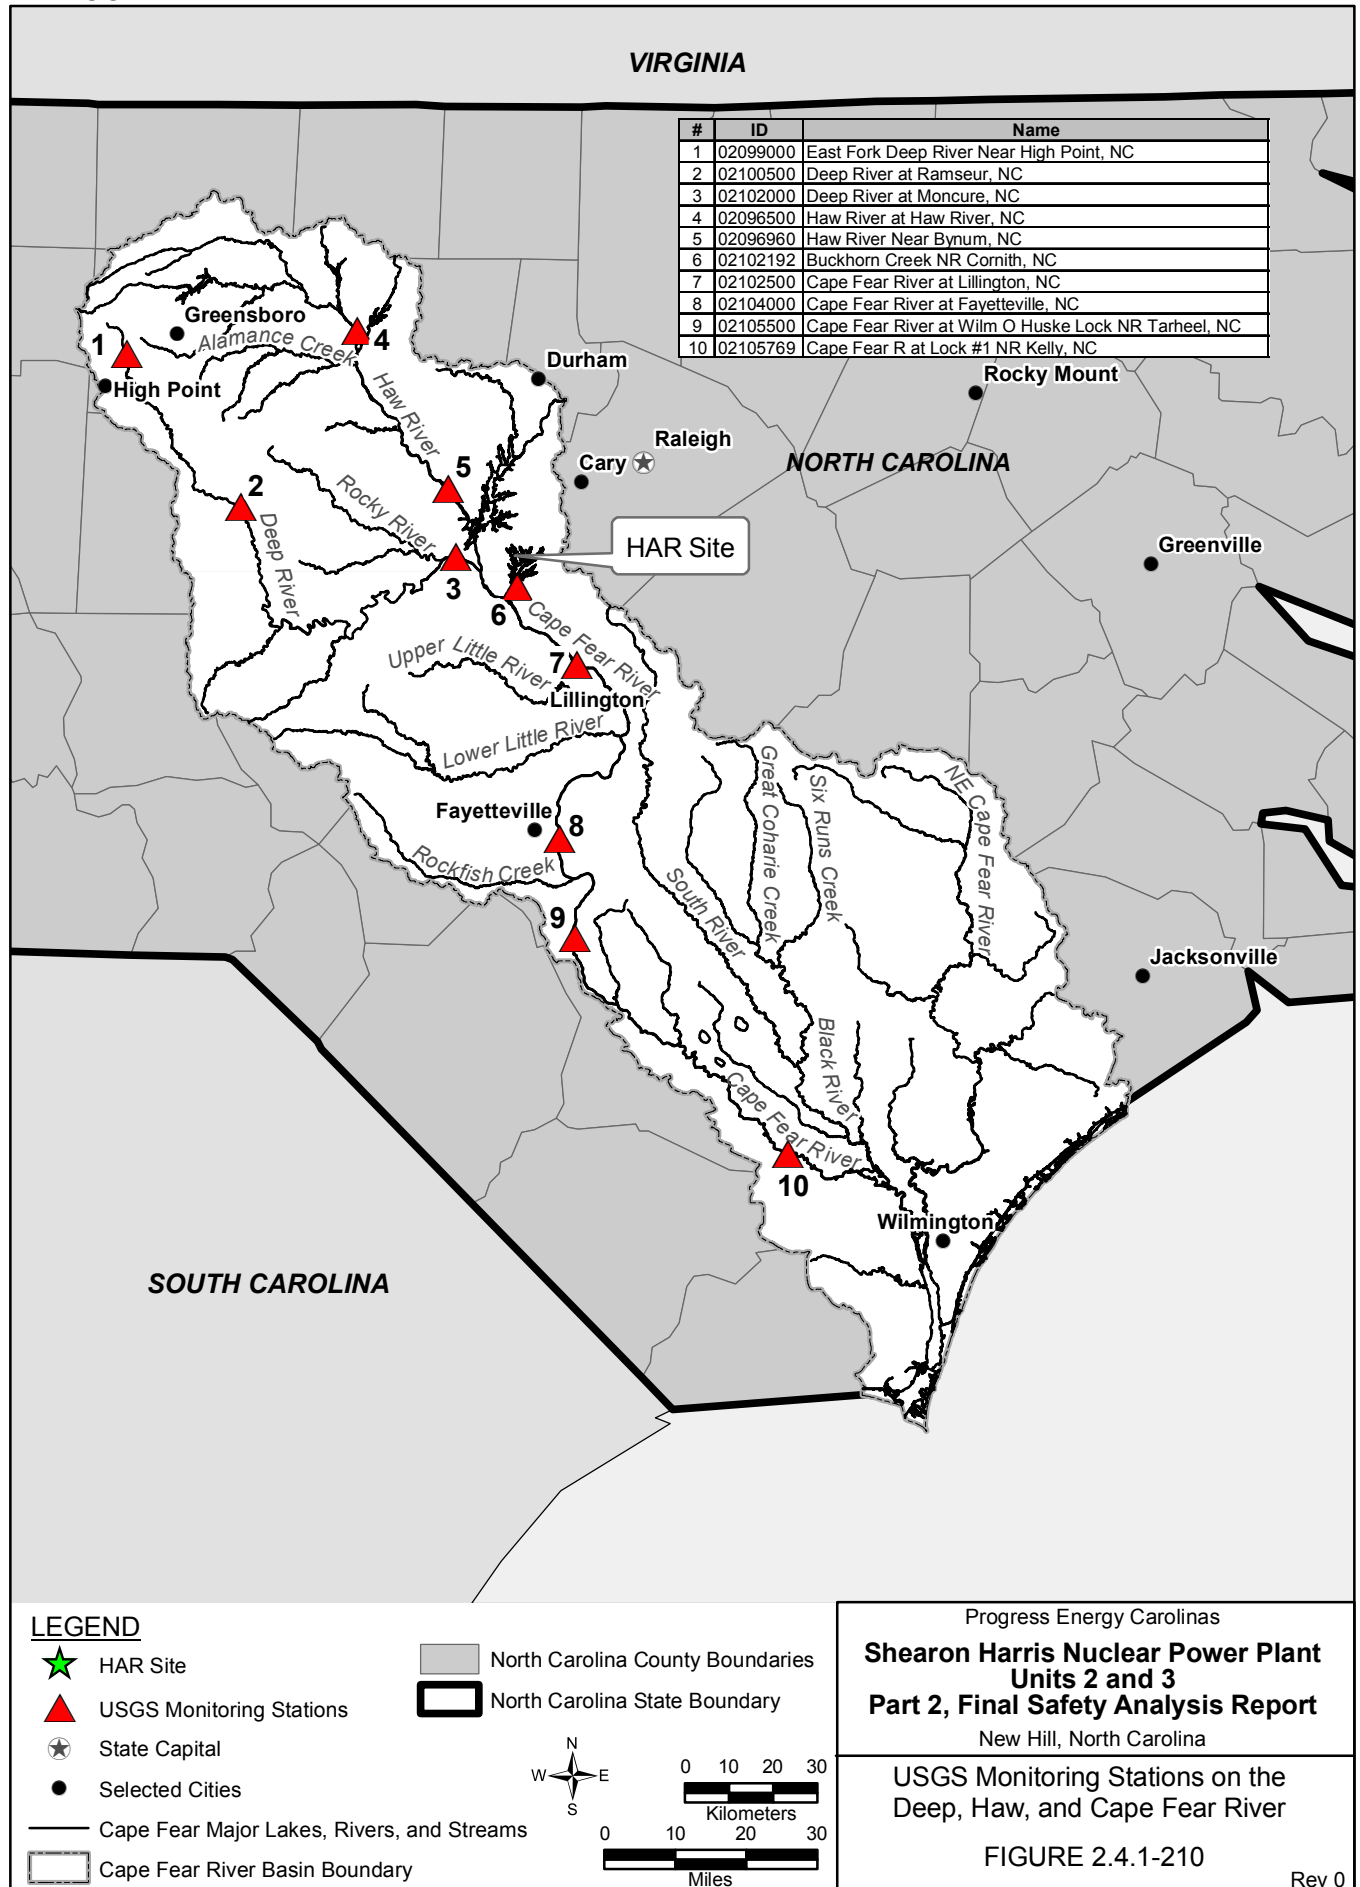 VIRGINIA
# ID Name
1 02099000 East Fork Deep River Near High Point, NC
2 02100500 Deep River at Ramseur, NC
3 02102000 Deep River at Moncure, NC
4 02096500 Haw River at Haw River, NC
5 02096960 Haw River Near Bynum, NC
6 02102192 Buckhorn Creek NR Cornith, NC
7 02102500 Cape Fear River at Lillington, NC
8 02104000 Cape Fear River at Fayetteville, NC
9 02105500 Cape Fear River at Wilm O Huske Lock NR Tarheel, NC
10 02105769 Cape Fear R at Lock #1 NR Kelly, NC
Greensboro
Alamance Creek
4
1
High Point
Durham
Rocky Mount
Haw River
Raleigh
Cary
NORTH CAROLINA
5
2
Rocky River
Deep River
HAR Site
Greenville
3
6
Cape Fear River
Upper Little River
7
Lillington
Lower Little River
Great Coharie Creek
Six Runs Creek
NE Cape Fear River
Fayetteville
8
Rockfish Creek
South River
9
Jacksonville
Black River
Cape Fear River
10
Wilmington
SOUTH CAROLINA
LEGEND
HAR Site
USGS Monitoring Stations
State Capital
Selected Cities
Cape Fear Major Lakes, Rivers, and Streams
Cape Fear River Basin Boundary
North Carolina County Boundaries
North Carolina State Boundary
N
W E
S
0 10 20 30
Kilometers
0 10 20 30
Miles
Progress Energy Carolinas
Shearon Harris Nuclear Power Plant
Units 2 and 3
Part 2, Final Safety Analysis Report
New Hill, North Carolina
USGS Monitoring Stations on the
Deep, Haw, and Cape Fear River
FIGURE 2.4.1-210
Rev 0